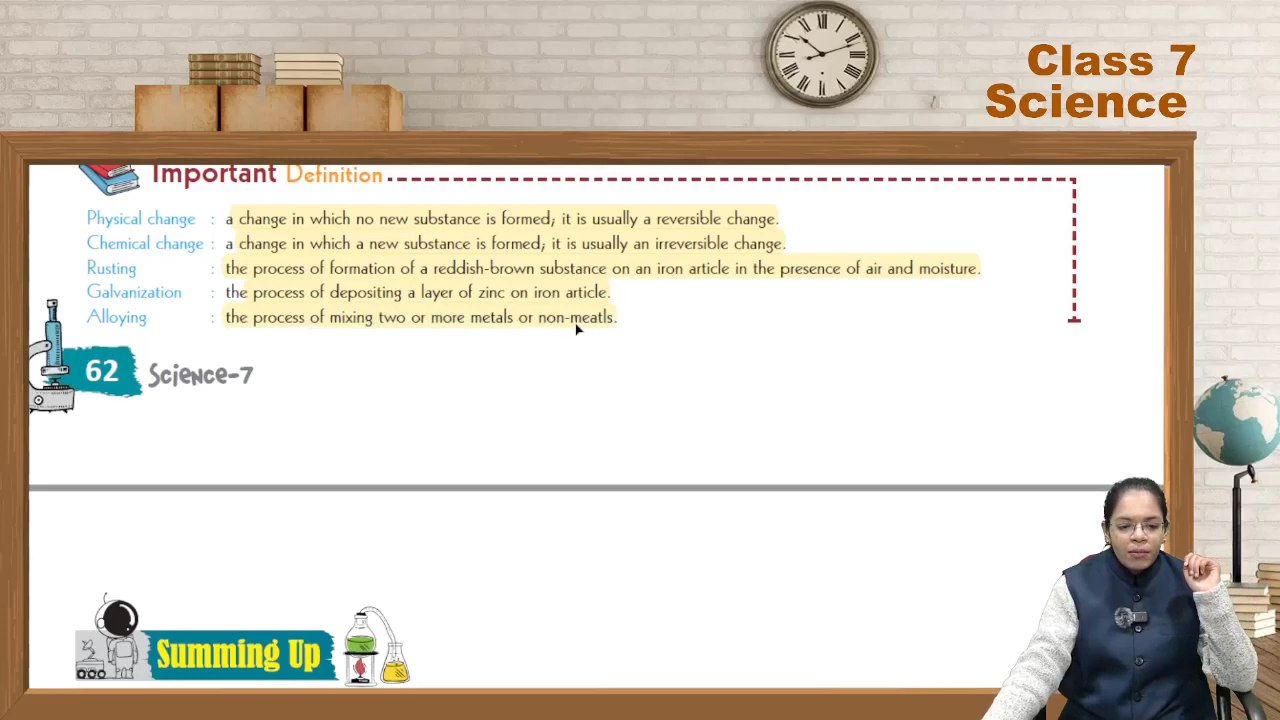 Class 7
Science
Important Definition
Physical change : a change in which no new substance is formed; it is usually a reversible change.
Chemical change : a change in which a new substance is formed; it is usually an irreversible change.
Rusting : the process of formation of a reddish-brown substance on an iron article in the presence of air and moisture.
Galvanization : the process of depositing a layer of zinc on iron article.
Alloying : the process of mixing two or more metals or non-meatls.
62 Science-7
Summing Up